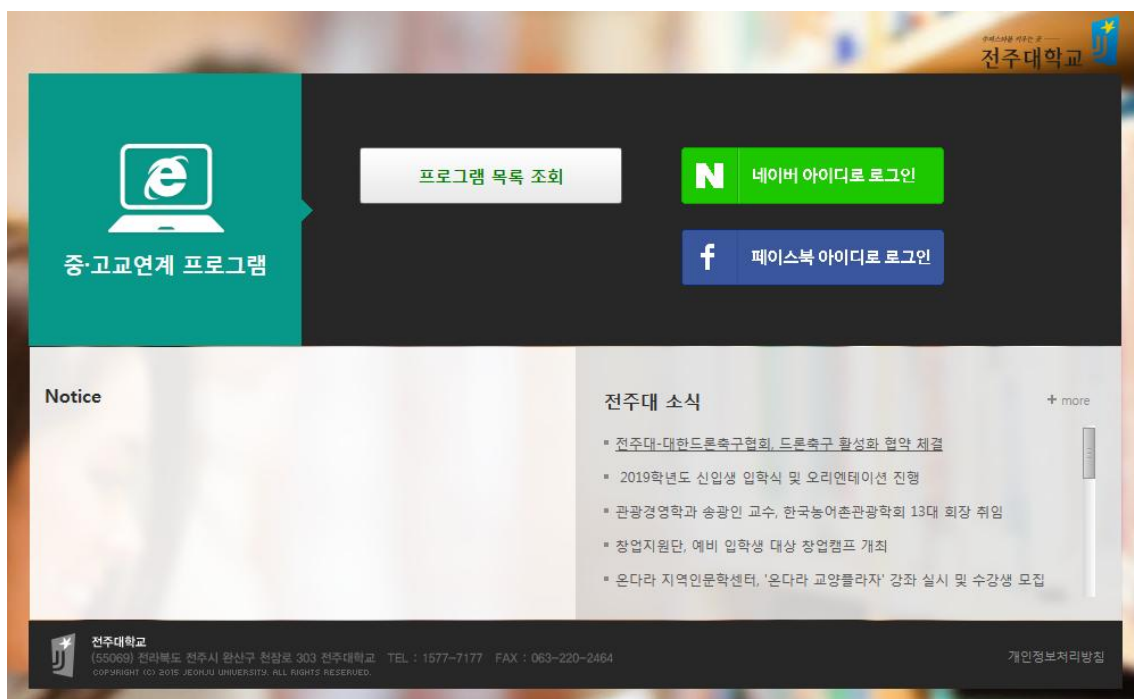 수퍼스타를 키우는 곳
전주대학교
프로그램 목록 조회
N 네이버 아이디로 로그인
중·고교연계 프로그램
f 페이스북 아이디로 로그인
Notice
전주대 소식
+ more
전주대-대한드론축구협회, 드론축구 활성화 협약 체결
2019학년도 신입생 입학식 및 오리엔테이션 진행
관광경영학과 송광인 교수, 한국농어촌관광학회 13대 회장 취임
창업지원단, 예비 입학생 대상 창업캠프 개최
온다라 지역인문학센터, '온다라 교양플라자' 강좌 실시 및 수강생 모집
전주대학교
(55069) 전라북도 전주시 완산구 천잠로 303 전주대학교 TEL : 1577-7177 FAX : 063-220-2464
COPYRIGHT (C) 2015 JEONJU UNIVERSITY. ALL RIGHTS RESERVED.
개인정보처리방침